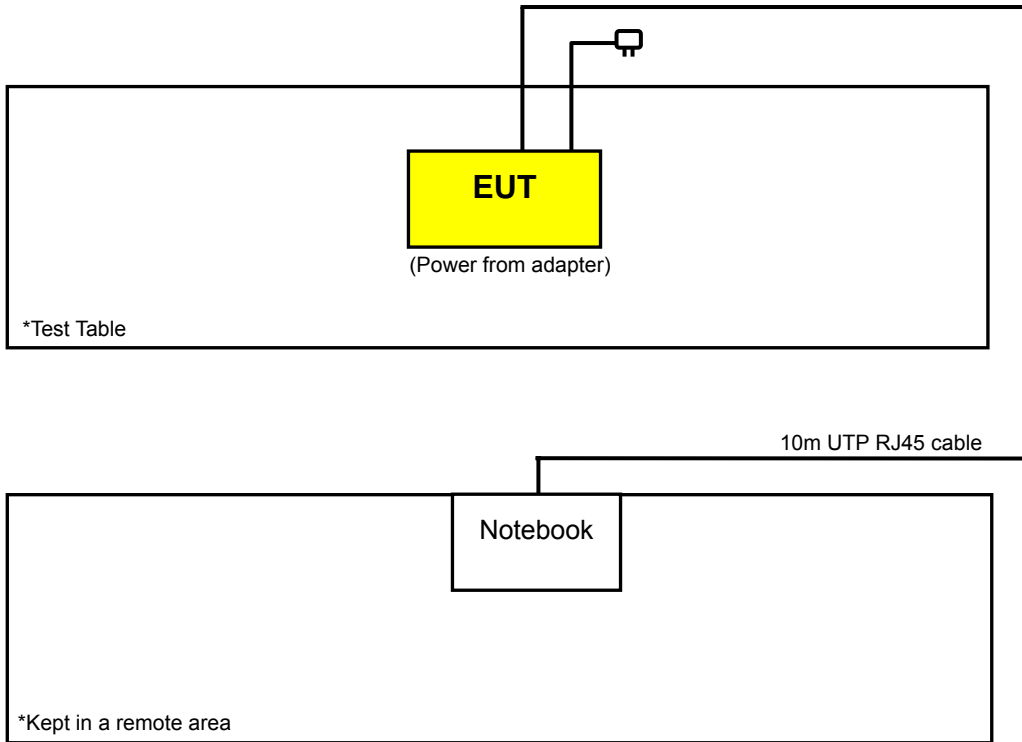 EUT
(Power from adapter)
*Test Table
10m UTP RJ45 cable
Notebook
*Kept in a remote area